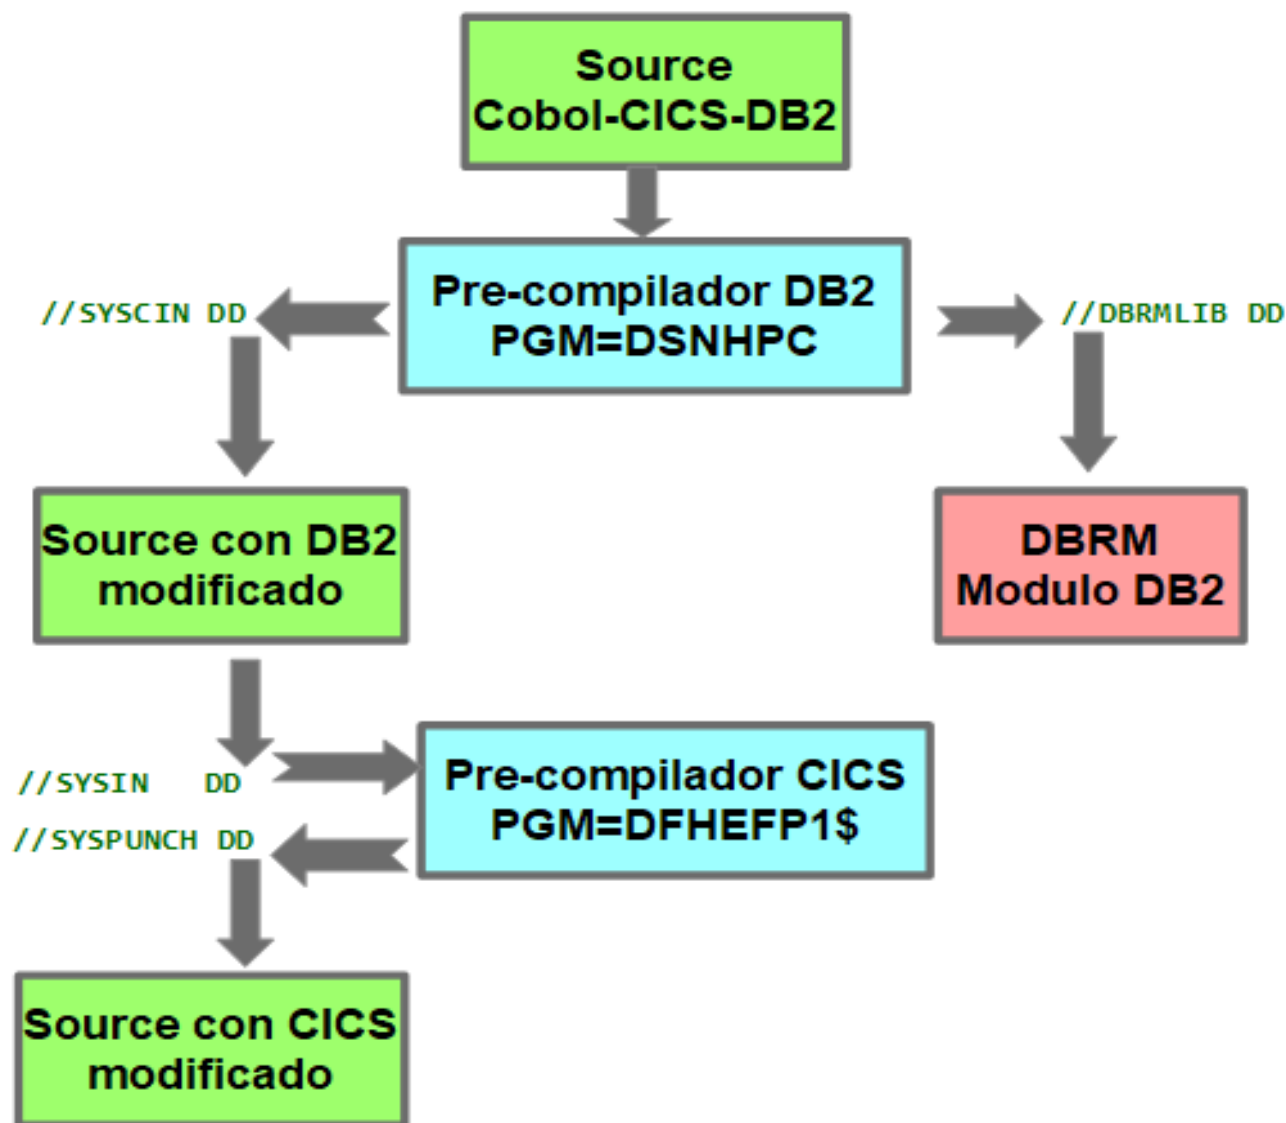 Source
Cobol-CICS-DB2
Pre-compilador DB2
PGM=DSNHPC
//SYSCIN DD
//DBRMLIB DD
Source con DB2
modificado
DBRM
Modulo DB2
Pre-compilador CICS
PGM=DFHEFP1$
//SYSIN   DD
//SYSPUNCH DD
Source con CICS
modificado